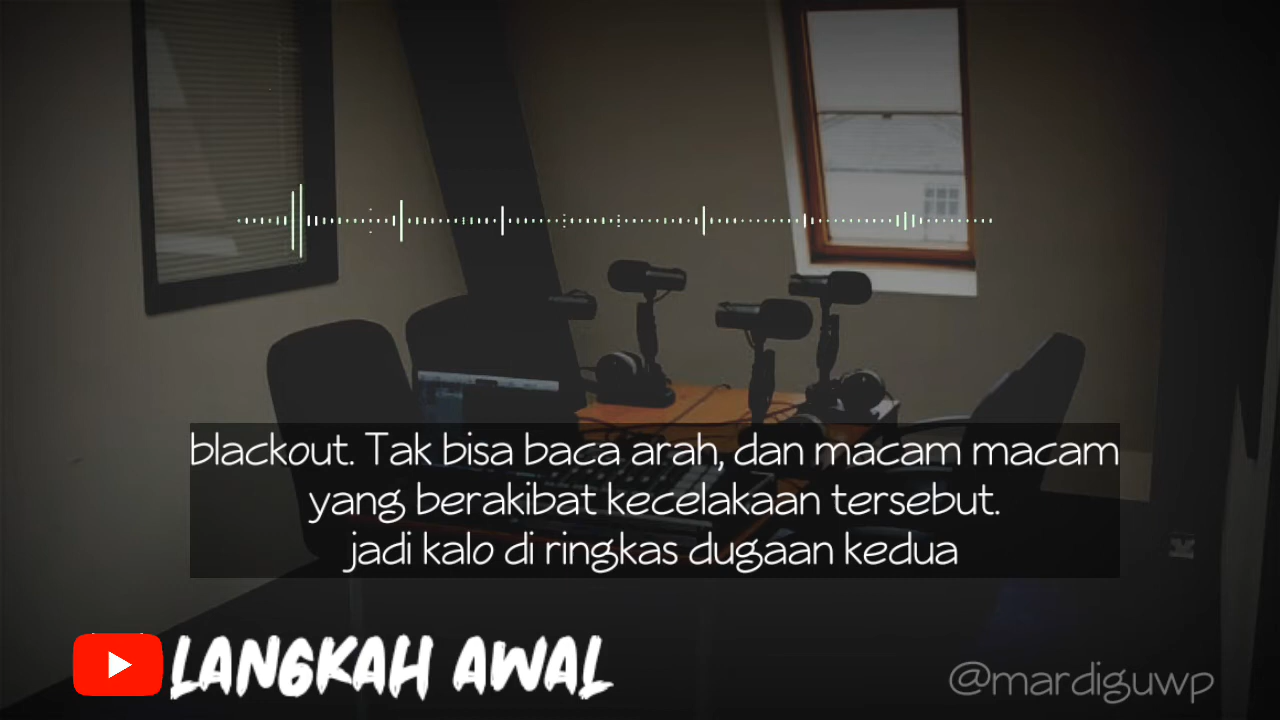 blackout. Tak bisa baca arah, dan macam macam
yang berakibat kecelakaan tersebut.
jadi kalo di ringkas dugaan kedua
LANGKAH AWAL
@mardiguwp